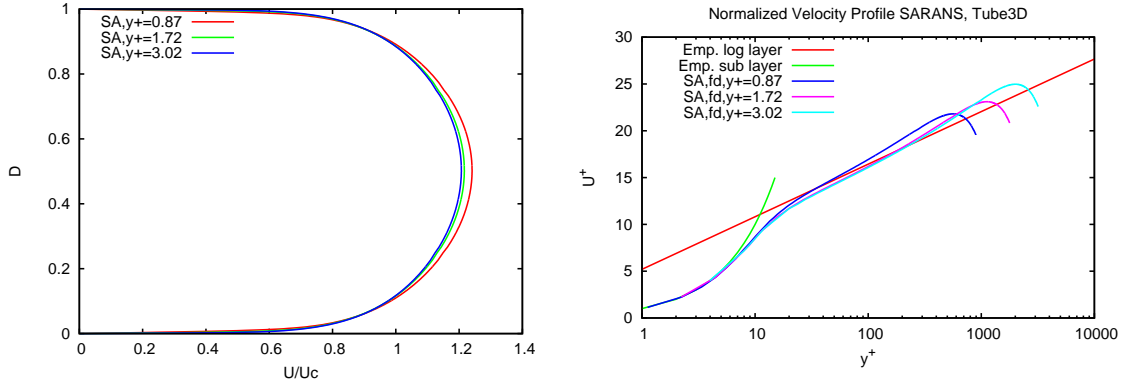 SA,y+=0.87
SA,y+=1.72
SA,y+=3.02
1
0.8
0.6
0.4
0.2
0
D
0 0.2 0.4 0.6 0.8 1 1.2 1.4
U/Uc
Normalized Velocity Profile SARANS, Tube3D
Emp. log layer
Emp. sub layer
SA,fd,y+=0.87
SA,fd,y+=1.72
SA,fd,y+=3.02
30
25
20
15
10
5
0
U+
1 10 100 1000 10000
y+